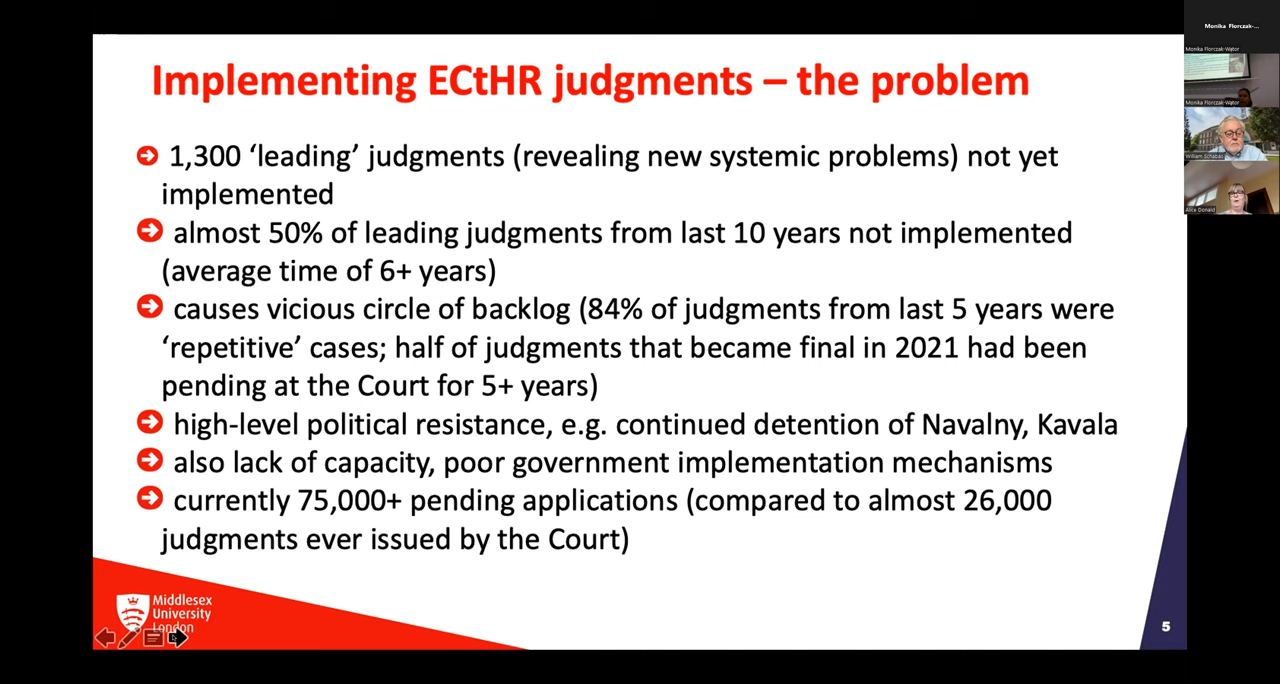 Implementing ECtHR judgments – the problem
1,300 ‘leading’ judgments (revealing new systemic problems) not yet
implemented
almost 50% of leading judgments from last 10 years not implemented
(average time of 6+ years)
causes vicious circle of backlog (84% of judgments from last 5 years were
‘repetitive’ cases; half of judgments that became final in 2021 had been
pending at the Court for 5+ years)
high-level political resistance, e.g. continued detention of Navalny, Kavala
also lack of capacity, poor government implementation mechanisms
currently 75,000+ pending applications (compared to almost 26,000
judgments ever issued by the Court)
Middlesex
University
London
5
Monika Florczak-...
Monika Florczak-Wątor
Monika Florczak-Wątor
William Schabas
Alice Donald